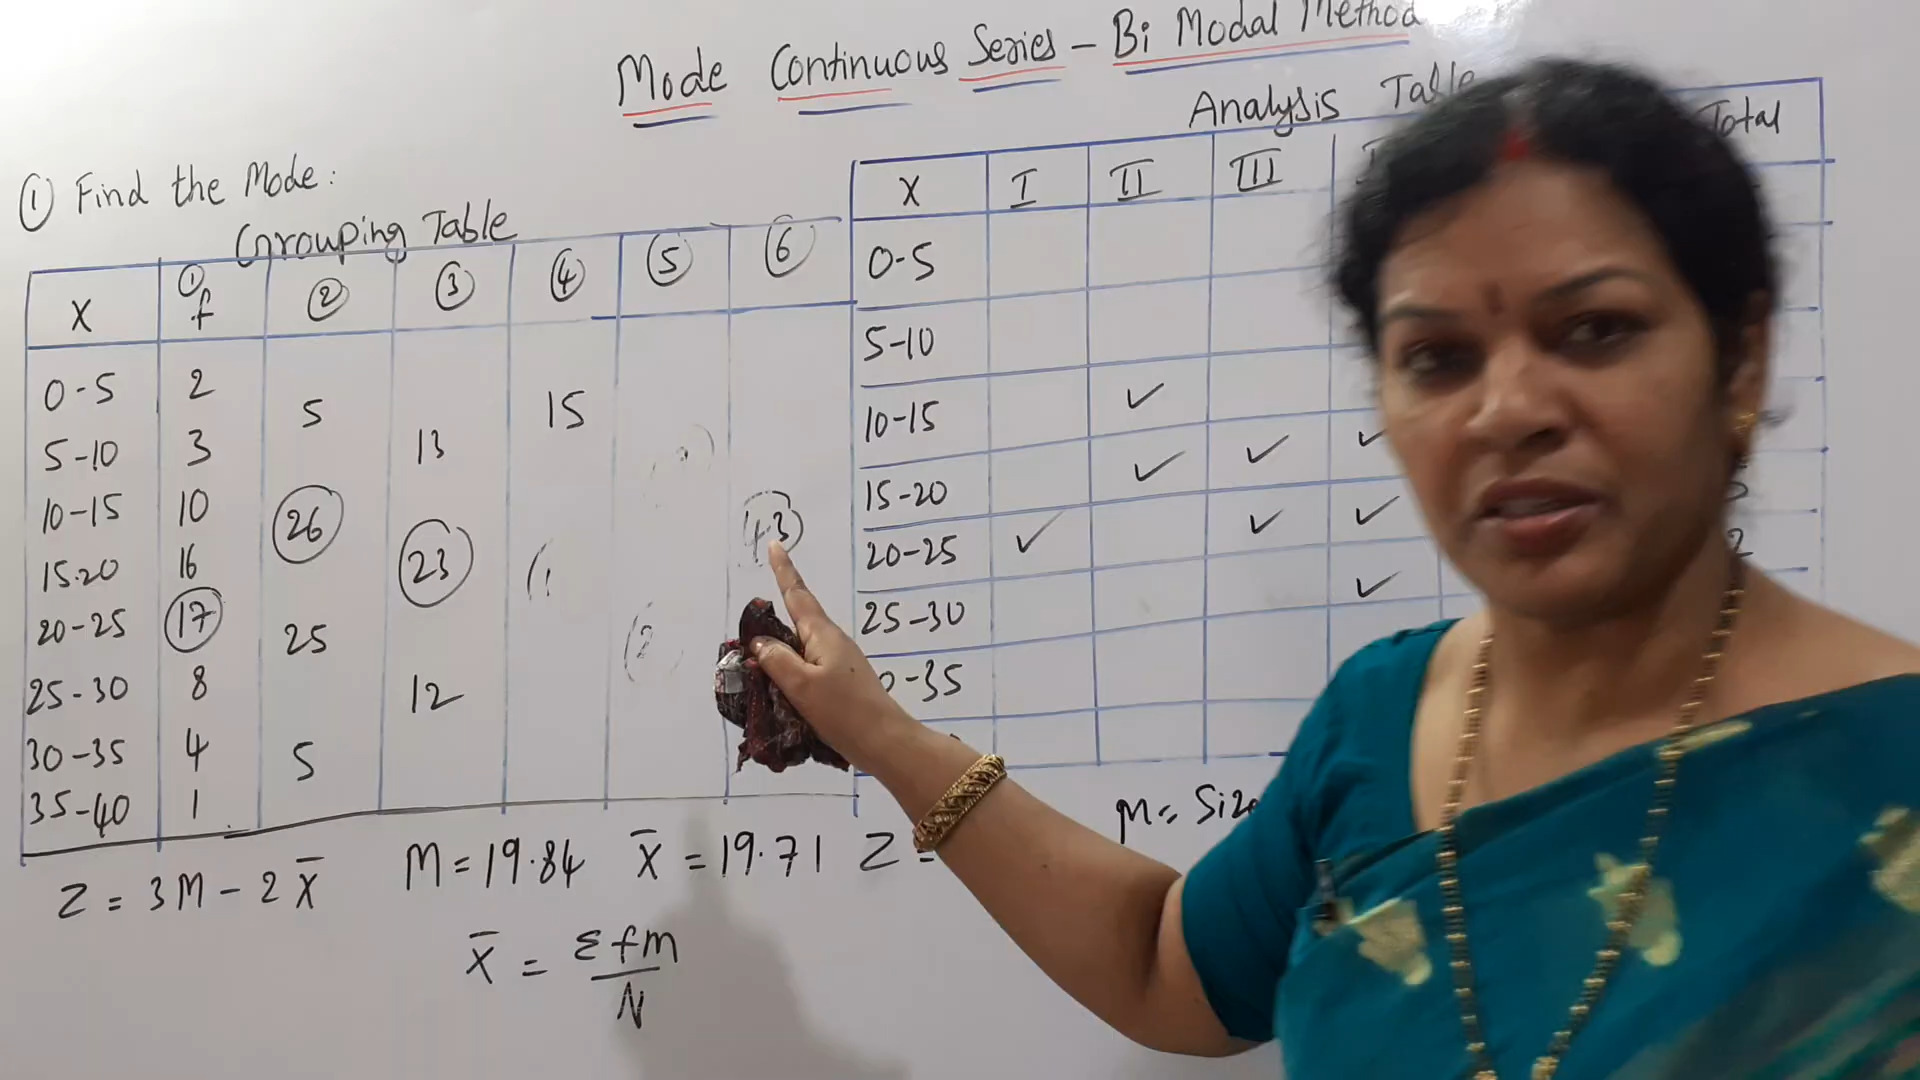 Mode Continuous Series - Bi Modal Method
① Find the Mode:
Grouping Table
X ① f ② ③ ④ ⑤ ⑥
0-5 2
5
15
5-10 3
13
10-15 10
26
43
15-20 16
23
20-25 17
25
25-30 8
12
30-35 4
5
35-40 1
Z = 3M - 2X̄
M = 19.84 X̄ = 19.71 Z =
X̄ = Σfm / N
Analysis Table
X I II III Total
0-5
5-10
10-15 ✓
15-20 ✓ ✓ ✓
20-25 ✓ ✓ ✓
25-30 ✓
-35
M = Size